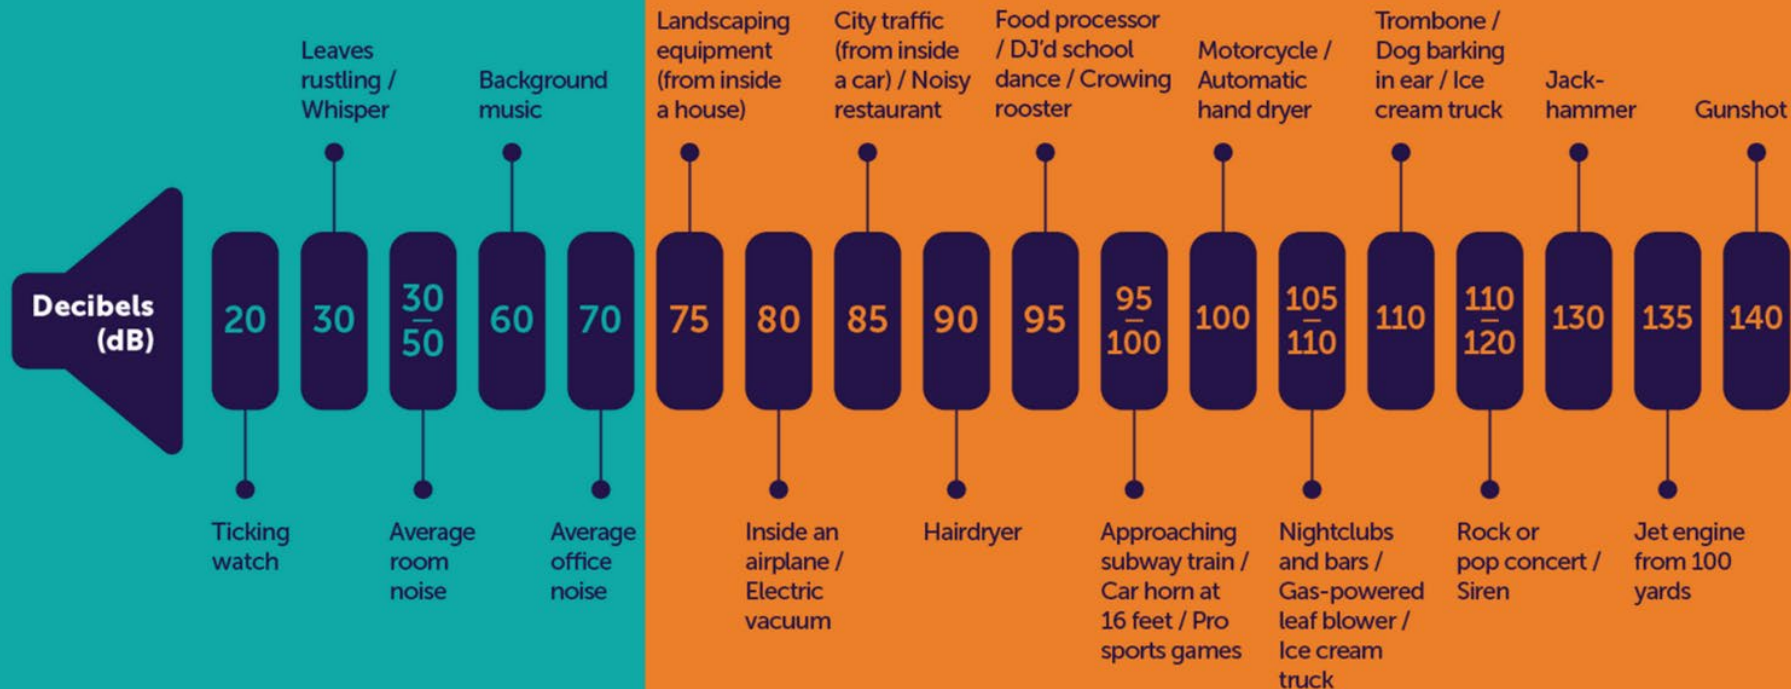 Leaves
rustling /
Whisper
Background
music
Landscaping
equipment
(from inside
a house)
City traffic
(from inside
a car) / Noisy
restaurant
Food processor
/ DJ'd school
dance / Crowing
rooster
Motorcycle /
Automatic
hand dryer
Trombone /
Dog barking
in ear / Ice
cream truck
Jack-
hammer
Gunshot
Decibels
(dB)
20
30
30
50
60
70
75
80
85
90
95
95
100
100
105
110
110
110
120
130
135
140
Ticking
watch
Average
room
noise
Average
office
noise
Inside an
airplane /
Electric
vacuum
Hairdryer
Approaching
subway train /
Car horn at
16 feet / Pro
sports games
Nightclubs
and bars /
Gas-powered
leaf blower /
Ice cream
truck
Rock or
pop concert /
Siren
Jet engine
from 100
yards